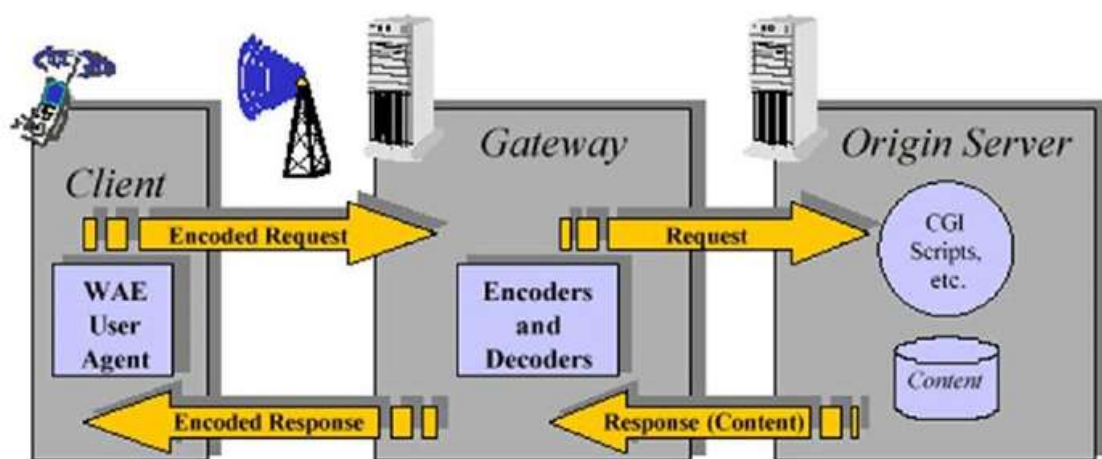 Client
Gateway
Origin Server
Encoded Request
Request
CGI
Scripts,
etc.
WAE
User
Agent
Encoders
and
Decoders
Content
Encoded Response
Response (Content)